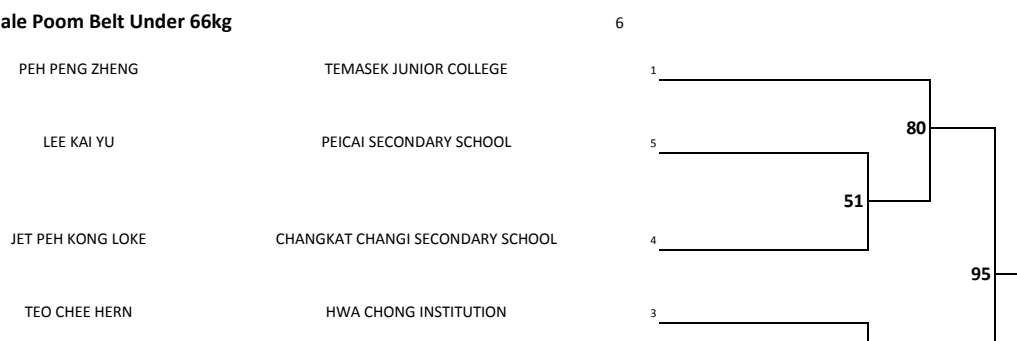 ale Poom Belt Under 66kg 6
PEH PENG ZHENG TEMASEK JUNIOR COLLEGE 1
80
LEE KAI YU PEICAI SECONDARY SCHOOL 5
51
JET PEH KONG LOKE CHANGKAT CHANGI SECONDARY SCHOOL 4
95
TEO CHEE HERN HWA CHONG INSTITUTION 3